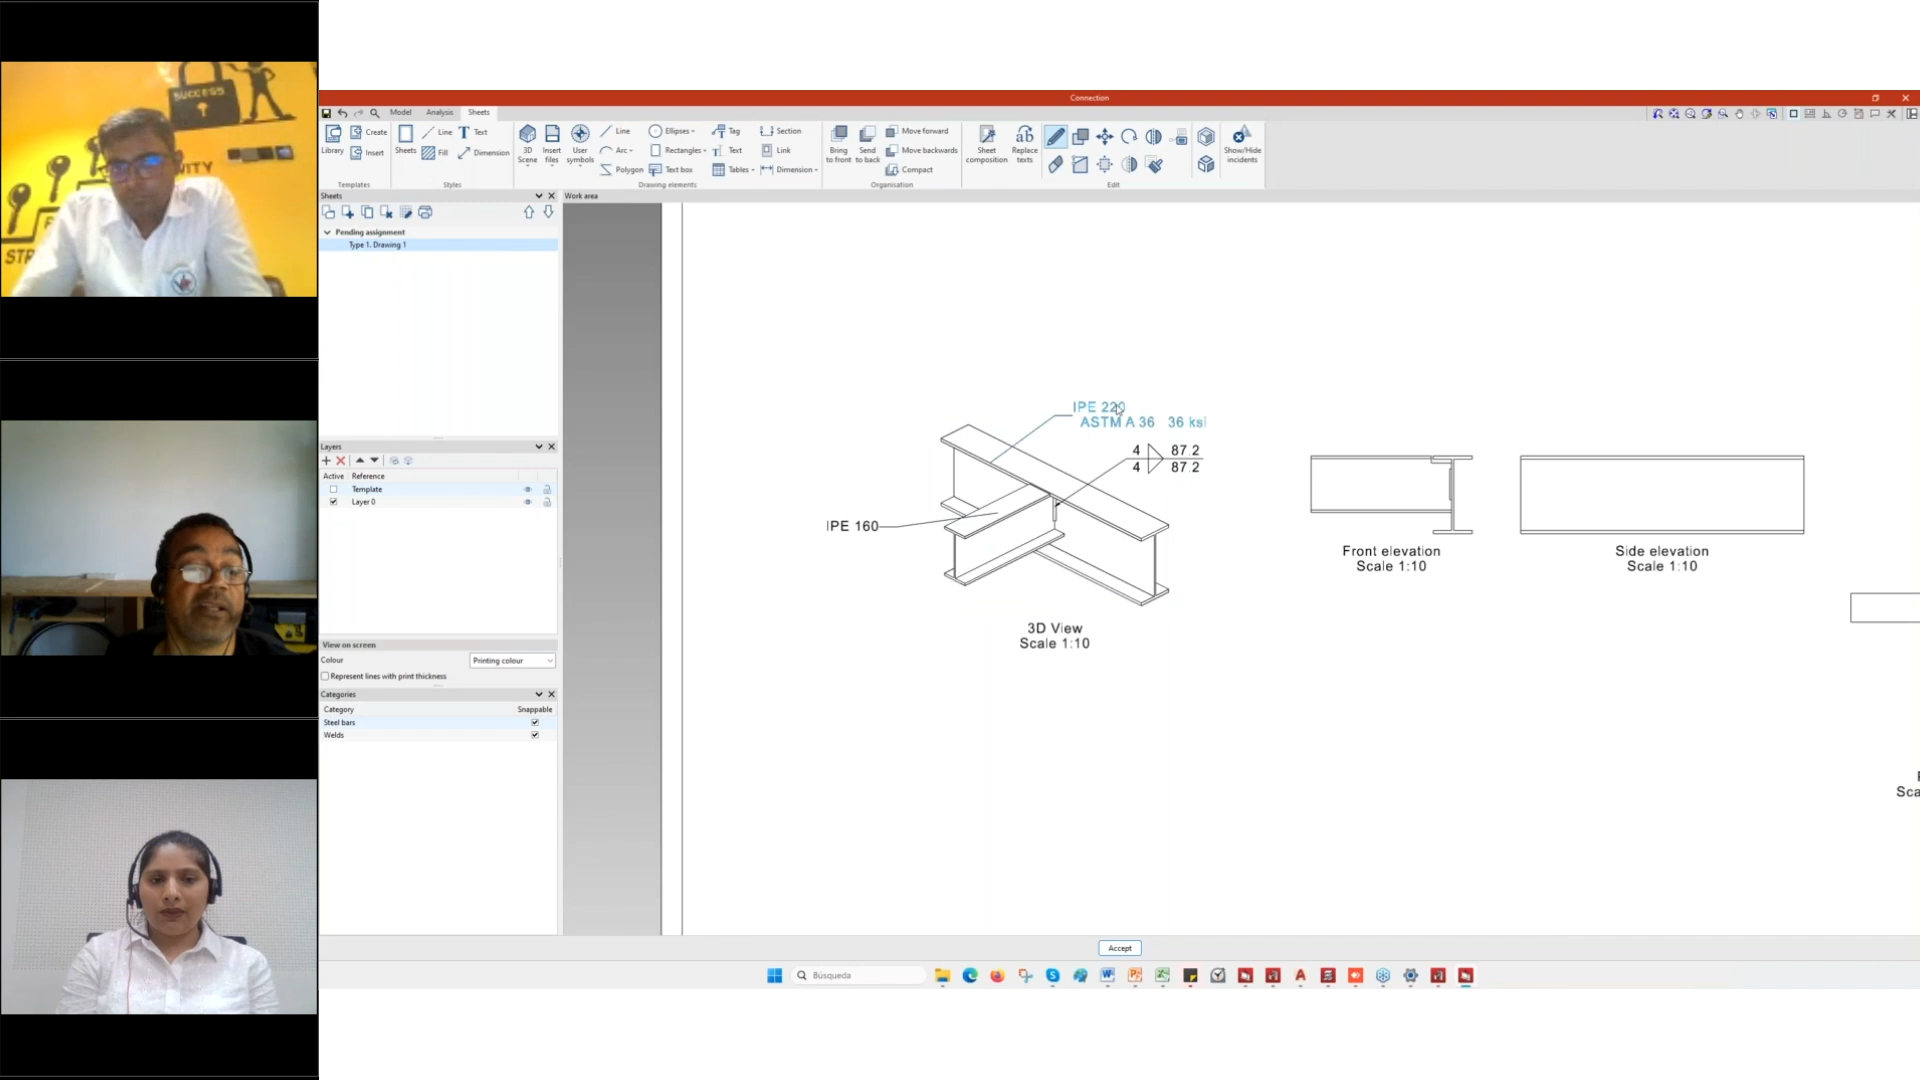 SUCCESS
Connection
Model
Analysis
Sheets
Library
Create
Insert
Templates
Sheets
Line
Fill
Text
Dimension
Styles
3D Scene
Insert files
User symbols
Line
Arc
Polygon
Ellipses
Rectangles
Text box
Tag
Text
Tables
Section
Link
Dimension
Drawing elements
Bring to front
Send to back
Move forward
Move backwards
Compact
Organisation
Sheet composition
Replace texts
Edit
Show/Hide incidents
Sheets
Work area
Pending assignment
Type 1. Drawing 1
Layers
Active Reference
Template
Layer 0
View on screen
Colour Printing colour
Represent lines with print thickness
Categories
Category Snappable
Steel bars
Welds
IPE 220
ASTM A 36 36 ksi
4 87.2
4 87.2
IPE 160
3D View
Scale 1:10
Front elevation
Scale 1:10
Side elevation
Scale 1:10
Accept
Búsqueda